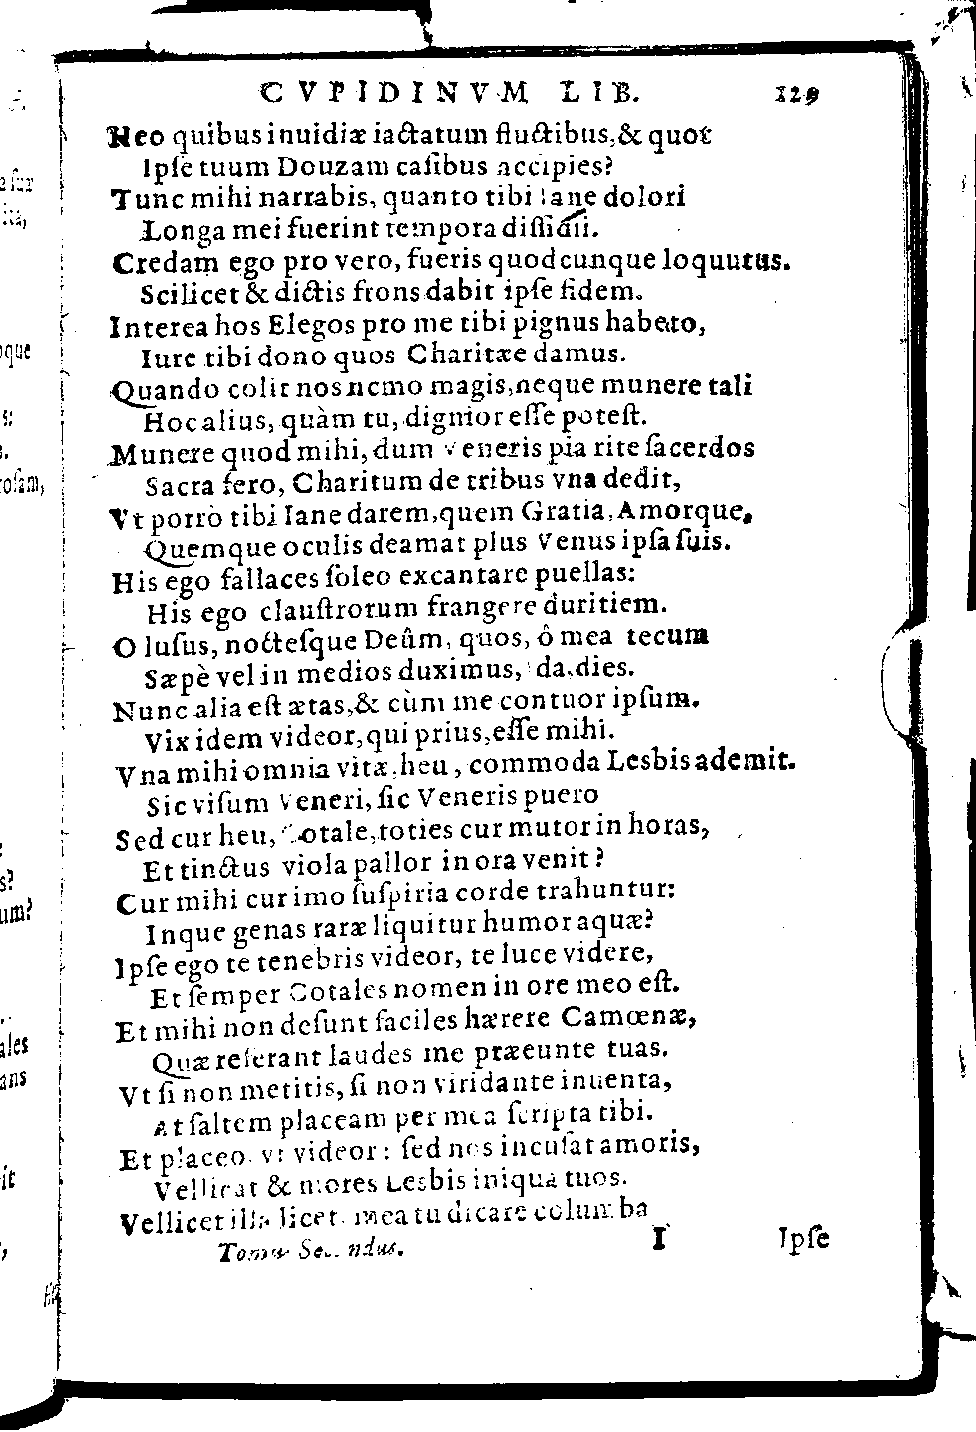 CVPIDINVM LIB. 129
Heo quibus inuidiæ iactatum fluctibus, & quot
Ipſe tuum Douzam caſibus accipies?
Tunc mihi narrabis, quanto tibi Iane dolori
Longa mei fuerint tempora diſſidii.
Credam ego pro vero, fueris quodcunque loquutus.
Scilicet & dictis frons dabit ipſe fidem.
Interea hos Elegos pro me tibi pignus habeto,
Iure tibi dono quos Charitæe damus.
Quando colit nos nemo magis, neque munere tali
Hoc alius, quàm tu, dignior eſſe poteſt.
Munere quod mihi, dum Veneris pia rite ſacerdos
Sacra fero, Charitum de tribus vna dedit,
Vt porrò tibi Iane darem, quem Gratia, Amorque,
Quemque oculis deamat plus Venus ipſa ſuis.
His ego fallaces ſoleo excantare puellas:
His ego clauſtrorum frangere duritiem.
O luſus, nocteſque Deûm, quos, ô mea tecum
Sæpè vel in medios duximus, da, dies.
Nunc alia eſt ætas, & cùm me contuor ipſum.
Vix idem videor, qui prius, eſſe mihi.
Vna mihi omnia vitæ, heu, commoda Lesbis ademit.
Sic viſum Veneri, ſic Veneris puero
Sed cur heu, Cotale, toties cur mutor in horas,
Et tinctus viola pallor in ora venit?
Cur mihi cur imo ſuſpiria corde trahuntur:
Inque genas raræ liquitur humor aquæ?
Ipſe ego te tenebris videor, te luce videre,
Et ſemper Cotales nomen in ore meo eſt.
Et mihi non deſunt faciles hærere Camœnæ,
Quæ referant laudes me præeunte tuas.
Vt ſi non metitis, ſi non viridante iuuenta,
At ſaltem placeam per mea ſcripta tibi.
Et placeo. vt videor: ſed nos incuſat amoris,
Vellicat & mores Lesbis iniqua tuos.
Vellicet illa licet. mea tu dicare columba
Tomus Secundus. I Ipſe